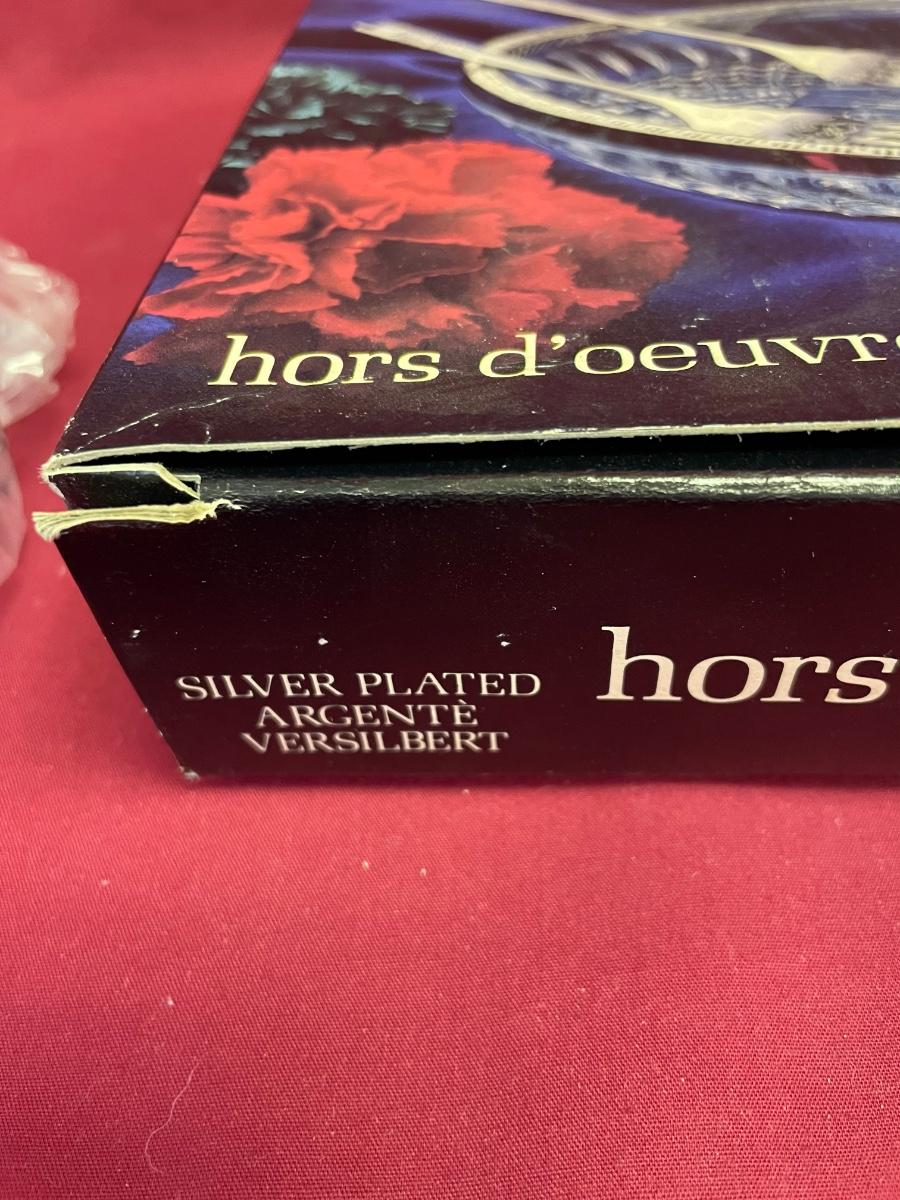 hors d'oeuvre
SILVER PLATED
ARGENTÈ
VERSILBERT
hors